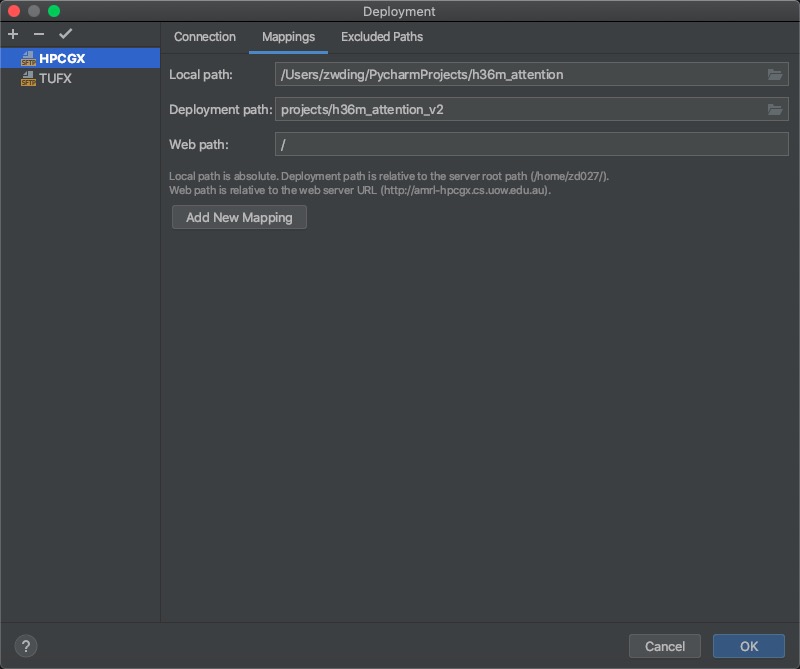 Deployment
Connection Mappings Excluded Paths
SFTP HPCGX
SFTP TUFX
Local path: /Users/zwding/PycharmProjects/h36m_attention
Deployment path: projects/h36m_attention_v2
Web path: /
Local path is absolute. Deployment path is relative to the server root path (/home/zd027/).
Web path is relative to the web server URL (http://amrl-hpcgx.cs.uow.edu.au).
Add New Mapping
? Cancel OK